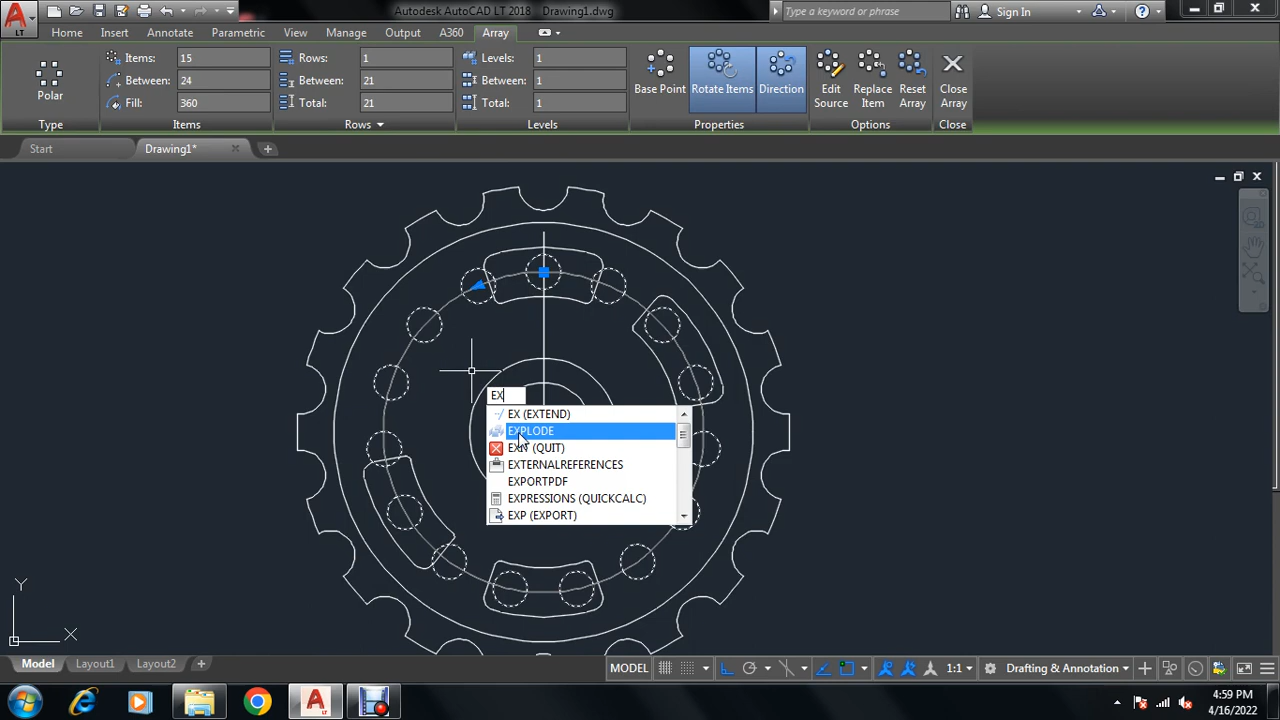 Autodesk AutoCAD LT 2018 Drawing1.dwg
Type a keyword or phrase
Sign In
LT
Home Insert Annotate Parametric View Manage Output A360 Array
Items: 15
Between: 24
Fill: 360
Rows: 1
Between: 21
Total: 21
Levels: 1
Between: 1
Total: 1
Polar
Base Point
Rotate Items
Direction
Edit Source
Replace Item
Reset Array
Close Array
Type Items Rows Levels Properties Options Close
Start Drawing1*
EX
EX (EXTEND)
EXPLODE
(QUIT)
EXTERNALREFERENCES
EXPORTPDF
EXPRESSIONS (QUICKCALC)
EXP (EXPORT)
Y
X
Model Layout1 Layout2
MODEL 1:1 Drafting & Annotation
4:59 PM
4/16/2022